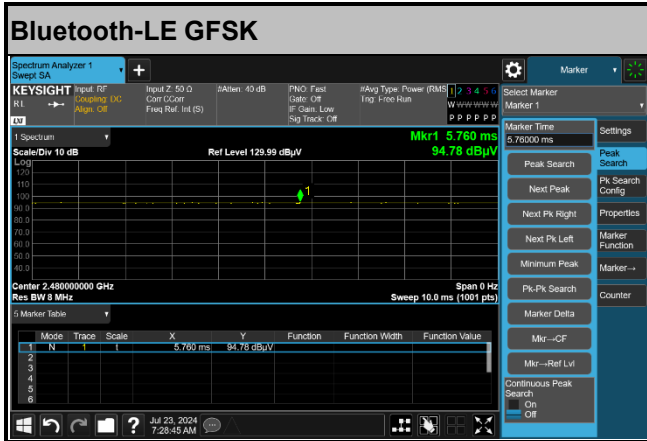 Bluetooth-LE GFSK
Spectrum Analyzer 1
Swept SA
Marker
KEYSIGHT
Input: RF
Input Z: 50 Ω
#Atten: 40 dB
PNO: Fast
#Avg Type: Power (RMS
1 2 3 4 5 6
RL
Coupling: DC
Corr CCorr
Gate: Off
Trig: Free Run
Align: Off
Freq Ref: Int (S)
IF Gain: Low
W W W W W W
Sig Track: Off
P P P P P P
LXI
Select Marker
Marker 1
1 Spectrum
Mkr1 5.760 ms
Scale/Div 10 dB
Ref Level 129.99 dBµV
94.78 dBµV
Log
120
110
100
90.0
80.0
70.0
60.0
50.0
40.0
1
Center 2.480000000 GHz
Span 0 Hz
Res BW 8 MHz
Sweep 10.0 ms (1001 pts)
5 Marker Table
Mode Trace Scale X Y Function Function Width Function Value
1 N 1 t 5.760 ms 94.78 dBµV
2
3
4
5
6
Marker Time
5.76000 ms
Peak Search
Next Peak
Next Pk Right
Next Pk Left
Minimum Peak
Pk-Pk Search
Marker Delta
Mkr→CF
Mkr→Ref Lvl
Continuous Peak
Search
On
Off
Settings
Peak
Search
Pk Search
Config
Properties
Marker
Function
Marker→
Counter
Jul 23, 2024
7:28:45 AM